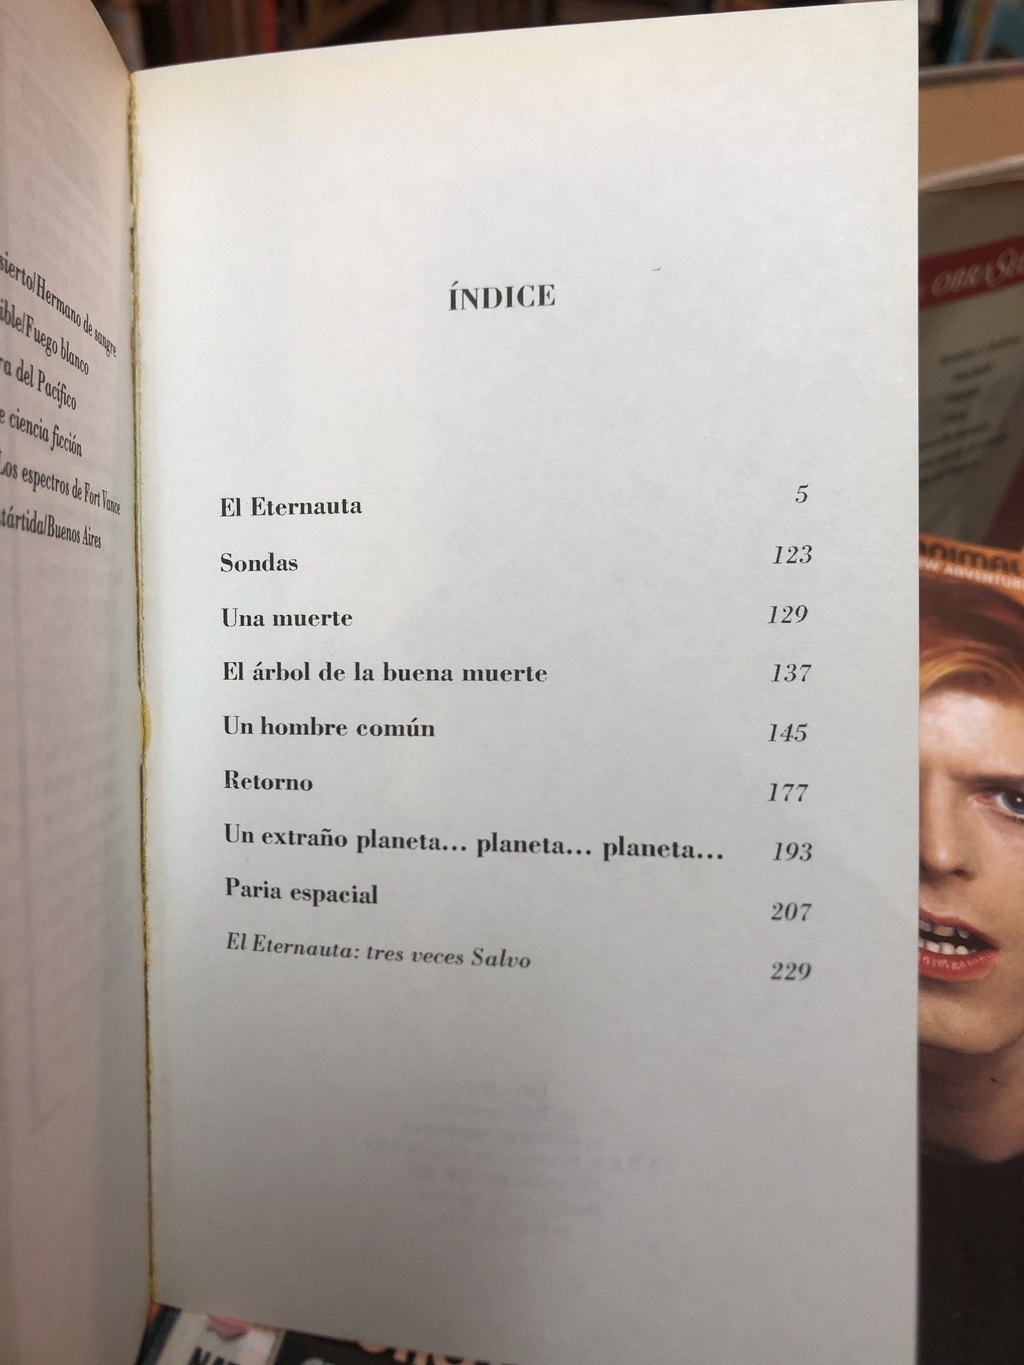 sierto/Hermano de sangre
ible/Fuego blanco
ra del Pacífico
e ciencia ficción
Los espectros de Fort Vance
tártida/Buenos Aires
ÍNDICE
El Eternauta 5
Sondas 123
Una muerte 129
El árbol de la buena muerte 137
Un hombre común 145
Retorno 177
Un extraño planeta... planeta... planeta... 193
Paria espacial 207
El Eternauta: tres veces Salvo 229
OBRAS
ANIMAL